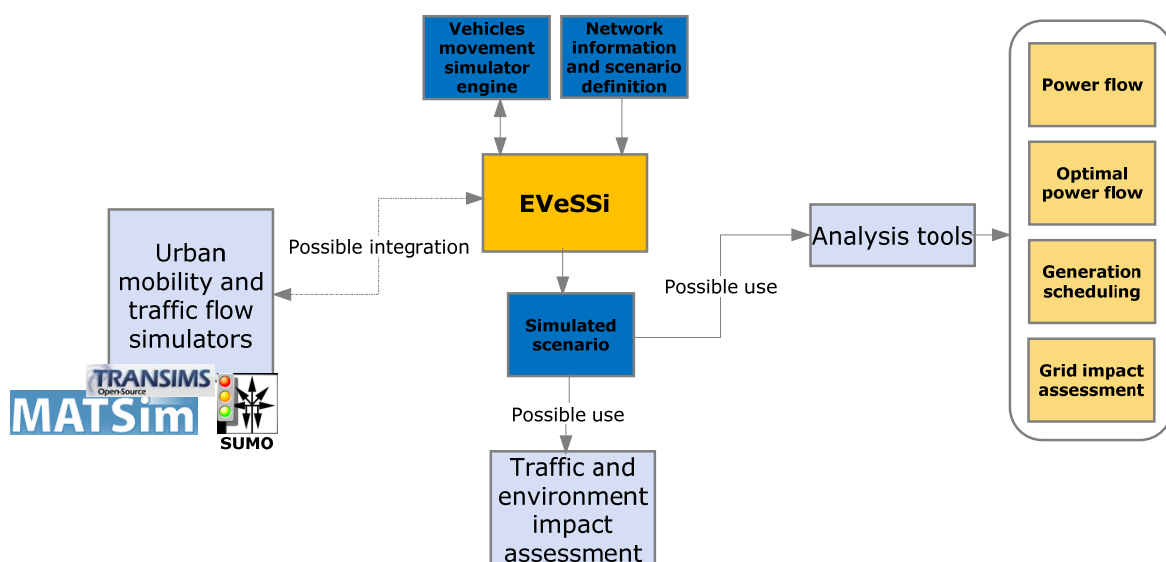 Vehicles
movement
simulator
engine
Network
information
and scenario
definition
EVeSSi
Possible integration
Urban
mobility and
traffic flow
simulators
TRANSIMS
Open-Source
MATSim
SUMO
Simulated
scenario
Possible use
Traffic and
environment
impact
assessment
Possible use
Analysis tools
Power flow
Optimal
power flow
Generation
scheduling
Grid impact
assessment